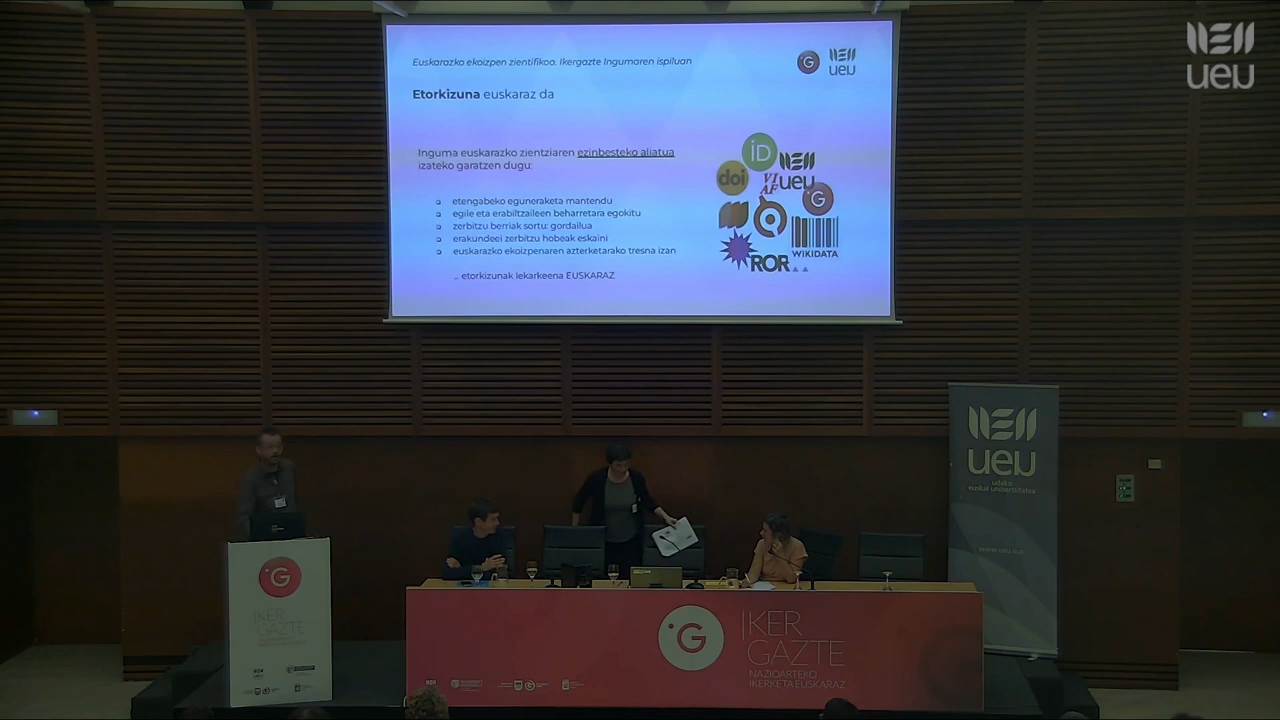 Euskarazko ekoizpen zientifikoa. Ikergazte Ingumaren ispiluan
G
UEU
Etorkizuna euskaraz da
Inguma euskarazko zientziaren ezinbesteko aliatua
izateko garatzen dugu:
etengabeko eguneraketa mantendu
egile eta erabiltzaileen beharretara egokitu
zerbitzu berriak sortu: gordailua
erakundeei zerbitzu hobeak eskaini
euskarazko ekoizpenaren azterketarako tresna izan
... etorkizunak lekarkeena EUSKARAZ
iD
doi
VIAF
ueu
G
WIKIDATA
ROR
ueu
ueu
udako
euskal unibertsitatea
G
IKER
GAZTE
G
IKER
GAZTE
NAZIOARTEKO
IKERKETA EUSKARAZ